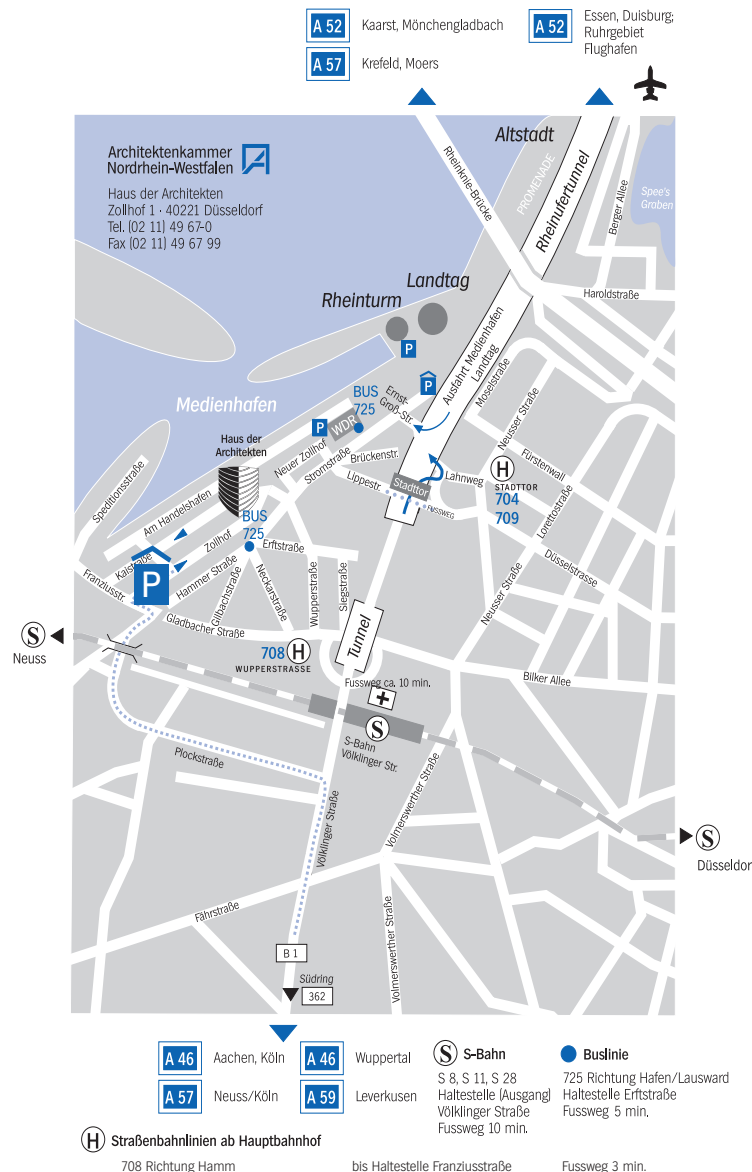 A 52 Kaarst, Mönchengladbach
A 57 Krefeld, Moers
A 52 Essen, Duisburg;
Ruhrgebiet
Flughafen
Architektenkammer
Nordrhein-Westfalen
Haus der Architekten
Zollhof 1 · 40221 Düsseldorf
Tel. (02 11) 49 67-0
Fax (02 11) 49 67 99
Altstadt
PROMENADE
Rheinknie-Brücke
Rheinufertunnel
Berger Allee
Spee's
Graben
Haroldstraße
Landtag
Rheinturm
P
P
Ausfahrt Medienhafen
Landtag
Moselstraße
Neusser Straße
Fürstenwall
Medienhafen
BUS
725
Ernst-
Groß-Str.
P
WDR
Haus der
Architekten
Neuer Zollhof
Stromstraße
Brückenstr.
Lippestr.
Stadttor
Lahnweg
FUSSWEG
H
STADTTOR
704
709
Lorettostraße
Düsselstrasse
Neusser Straße
Speditionsstraße
Am Handelshafen
Kaistraße
Zollhof
BUS
725
P
Franziusstr.
Hammer Straße
Gilbachstraße
Erftstraße
Neckarstraße
Wupperstraße
Siegstraße
Gladbacher Straße
S
Neuss
708 H
WUPPERSTRASSE
Tunnel
Bilker Allee
Fussweg ca. 10 min.
S
S-Bahn
Völklinger Str.
Plockstraße
Völklinger Straße
Volmerswerther Straße
S
Düsseldor
Fährstraße
Volmerswerther Straße
B 1
Südring
362
A 46 Aachen, Köln
A 57 Neuss/Köln
A 46 Wuppertal
A 59 Leverkusen
S S-Bahn
S 8, S 11, S 28
Haltestelle (Ausgang)
Völklinger Straße
Fussweg 10 min.
Buslinie
725 Richtung Hafen/Lausward
Haltestelle Erftstraße
Fussweg 5 min.
H Straßenbahnlinien ab Hauptbahnhof
708 Richtung Hamm bis Haltestelle Franziusstraße Fussweg 3 min.